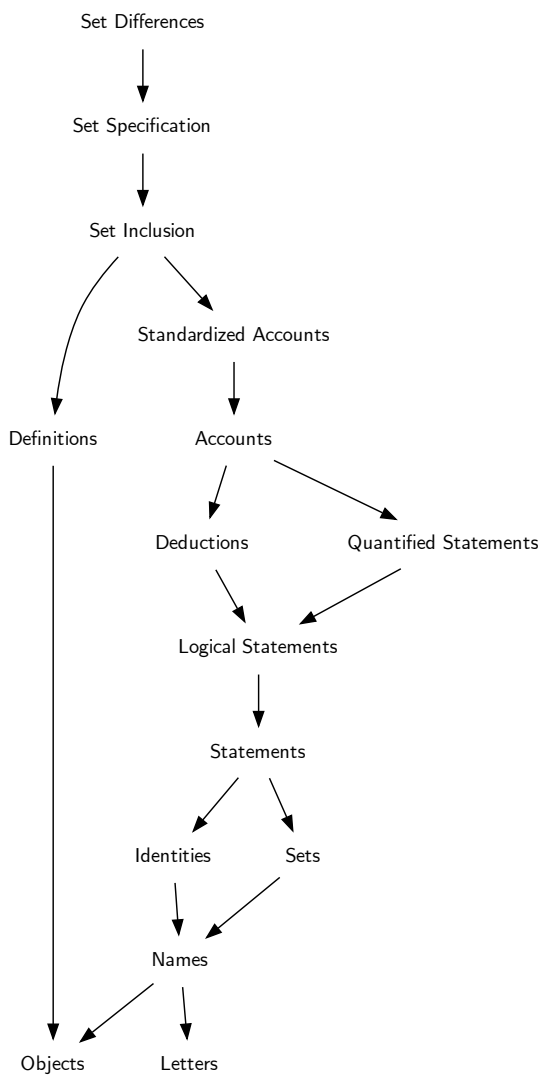 Set Differences
Set Specification
Set Inclusion
Standardized Accounts
Definitions
Accounts
Deductions
Quantified Statements
Logical Statements
Statements
Identities
Sets
Names
Objects
Letters